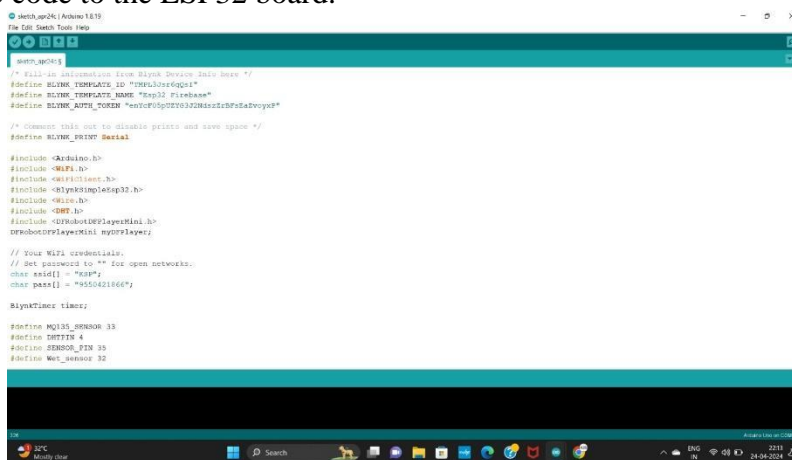 code to the ESP32 board.
sketch_apr24c | Arduino 1.8.19
File Edit Sketch Tools Help
sketch_apr24c §
/* Fill-in information from Blynk Device Info here */
#define BLYNK_TEMPLATE_ID
#define BLYNK_TEMPLATE_NAME "Esp32 Firebase"
#define BLYNK_AUTH_TOKEN
/* Comment this out to disable prints and save space */
#define BLYNK_PRINT Serial
#include <Arduino.h>
#include <WiFi.h>
#include <WiFiClient.h>
#include <BlynkSimpleEsp32.h>
#include <Wire.h>
#include <DHT.h>
#include <DFRobotDFPlayerMini.h>
DFRobotDFPlayerMini myDFPlayer;
// Your WiFi credentials.
// Set password to "" for open networks.
char ssid[] = "KSP";
char pass[] = "9550421866";
BlynkTimer timer;
#define MQ135_SENSOR 33
#define DHTPIN 4
#define SENSOR_PIN 35
#define Wet_sensor 32
Arduino Uno on COM
32°C
Mostly clear
Search
ENG
IN
22:13
24-04-2024